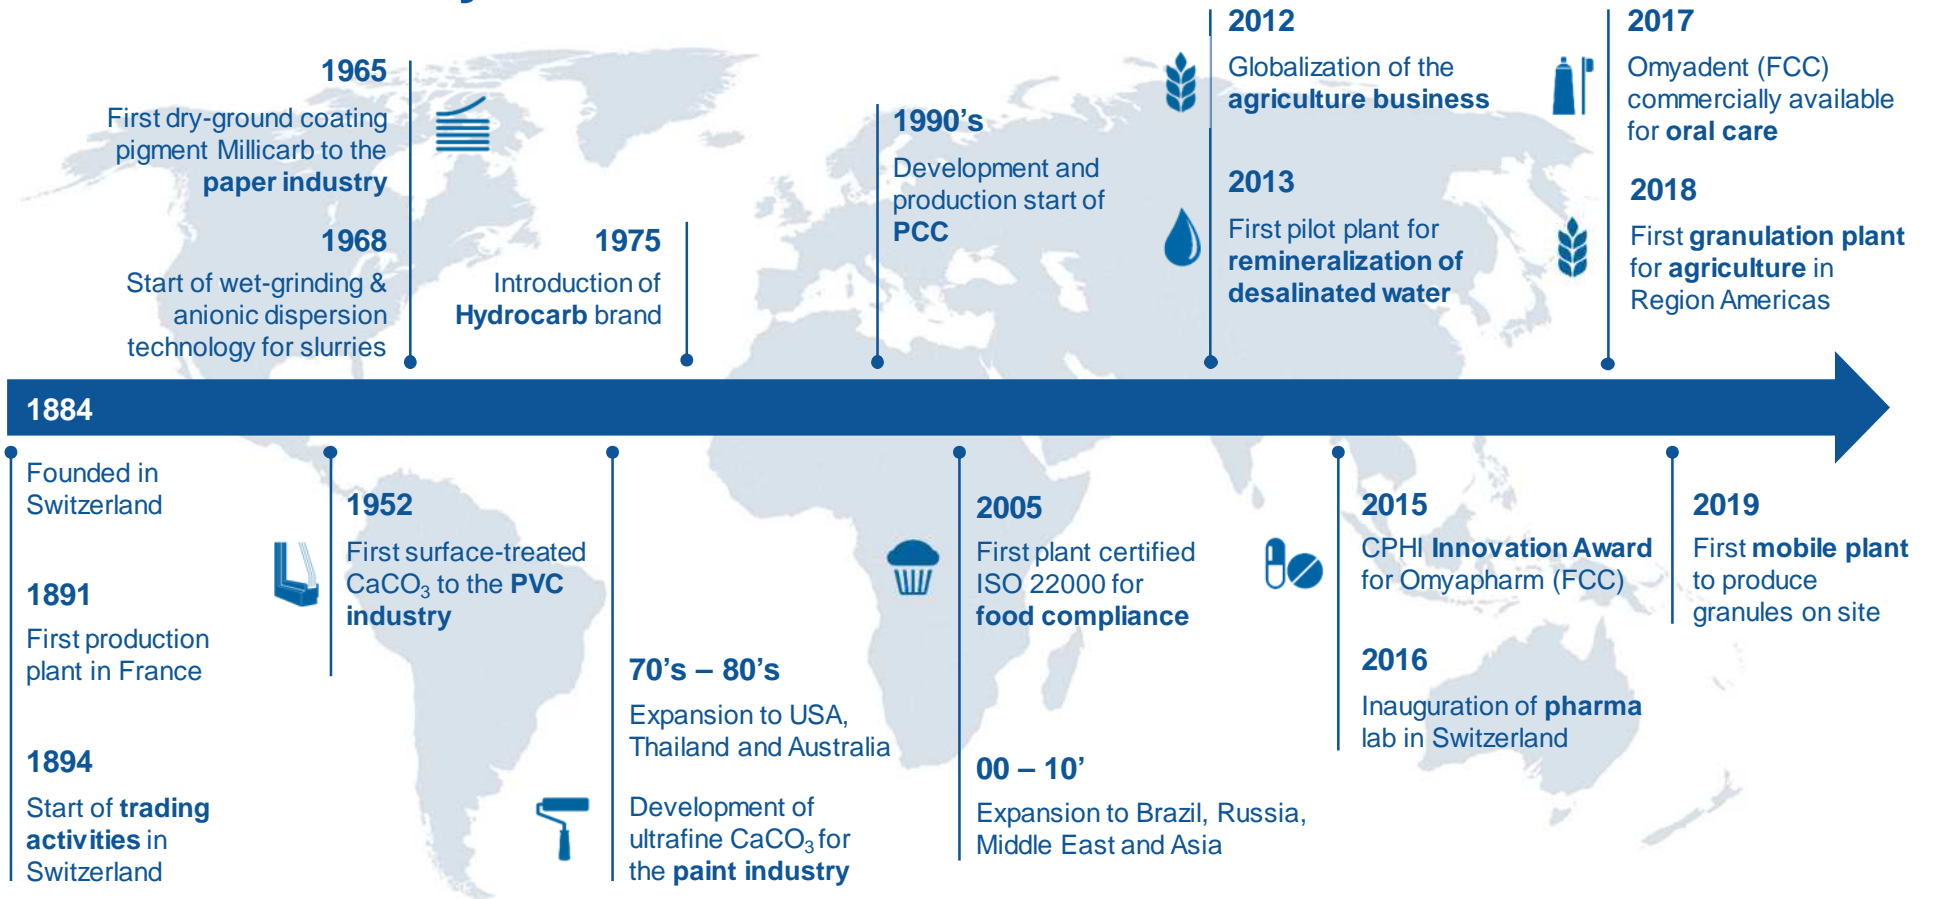 1965
First dry-ground coating
pigment Millicarb to the
paper industry
1968
Start of wet-grinding &
anionic dispersion
technology for slurries
1975
Introduction of
Hydrocarb brand
1990’s
Development and
production start of
PCC
2012
Globalization of the
agriculture business
2013
First pilot plant for
remineralization of
desalinated water
2017
Omyadent (FCC)
commercially available
for oral care
2018
First granulation plant
for agriculture in
Region Americas
1884
Founded in
Switzerland
1891
First production
plant in France
1894
Start of trading
activities in
Switzerland
1952
First surface-treated
CaCO₃ to the PVC
industry
70’s – 80’s
Expansion to USA,
Thailand and Australia
Development of
ultrafine CaCO₃ for
the paint industry
2005
First plant certified
ISO 22000 for
food compliance
00 – 10’
Expansion to Brazil, Russia,
Middle East and Asia
2015
CPHI Innovation Award
for Omyapharm (FCC)
2016
Inauguration of pharma
lab in Switzerland
2019
First mobile plant
to produce
granules on site